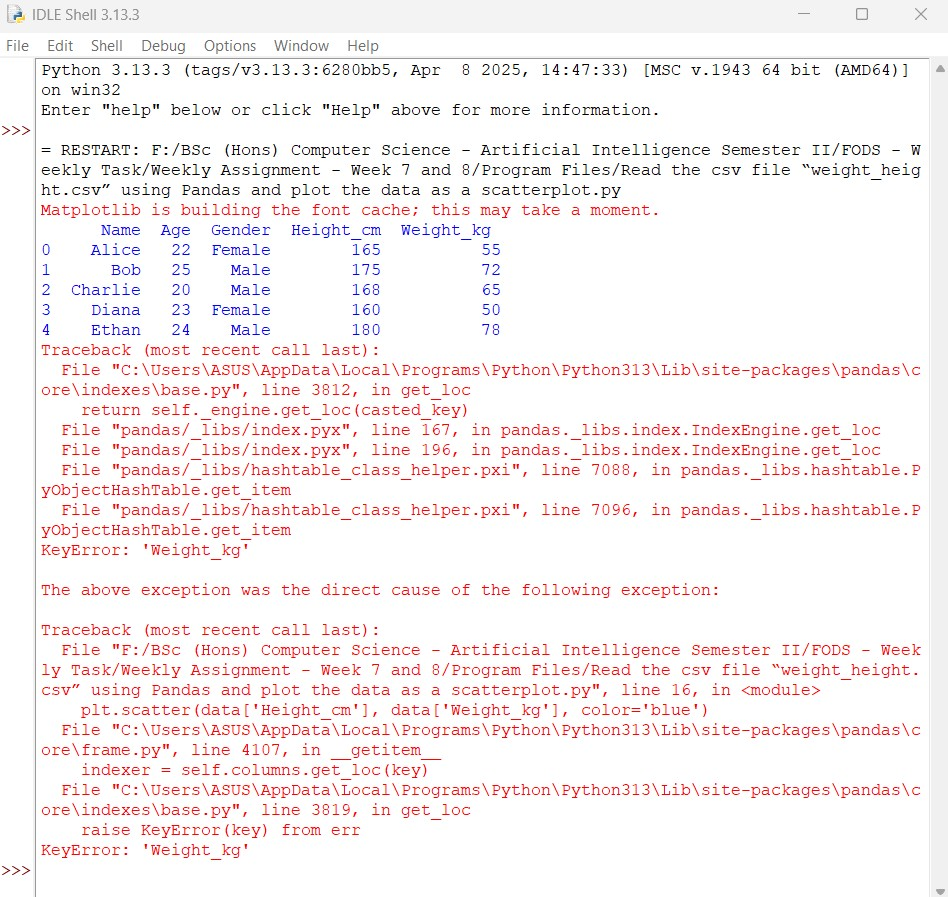 IDLE Shell 3.13.3
File Edit Shell Debug Options Window Help
Python 3.13.3 (tags/v3.13.3:6280bb5, Apr  8 2025, 14:47:33) [MSC v.1943 64 bit (AMD64)]
on win32
Enter "help" below or click "Help" above for more information.
>>>
= RESTART: F:/BSc (Hons) Computer Science - Artificial Intelligence Semester II/FODS - W
eekly Task/Weekly Assignment - Week 7 and 8/Program Files/Read the csv file “weight_heig
ht.csv” using Pandas and plot the data as a scatterplot.py
Matplotlib is building the font cache; this may take a moment.
      Name  Age  Gender  Height_cm  Weight_kg
0    Alice   22  Female        165          55
1      Bob   25    Male        175          72
2  Charlie   20    Male        168          65
3    Diana   23  Female        160          50
4    Ethan   24    Male        180          78
Traceback (most recent call last):
  File "C:\Users\ASUS\AppData\Local\Programs\Python\Python313\Lib\site-packages\pandas\c
ore\indexes\base.py", line 3812, in get_loc
    return self._engine.get_loc(casted_key)
  File "pandas/_libs/index.pyx", line 167, in pandas._libs.index.IndexEngine.get_loc
  File "pandas/_libs/index.pyx", line 196, in pandas._libs.index.IndexEngine.get_loc
  File "pandas/_libs/hashtable_class_helper.pxi", line 7088, in pandas._libs.hashtable.P
yObjectHashTable.get_item
  File "pandas/_libs/hashtable_class_helper.pxi", line 7096, in pandas._libs.hashtable.P
yObjectHashTable.get_item
KeyError: 'Weight_kg'
The above exception was the direct cause of the following exception:
Traceback (most recent call last):
  File "F:/BSc (Hons) Computer Science - Artificial Intelligence Semester II/FODS - Week
ly Task/Weekly Assignment - Week 7 and 8/Program Files/Read the csv file “weight_height.
csv” using Pandas and plot the data as a scatterplot.py", line 16, in <module>
    plt.scatter(data['Height_cm'], data['Weight_kg'], color='blue')
  File "C:\Users\ASUS\AppData\Local\Programs\Python\Python313\Lib\site-packages\pandas\c
ore\frame.py", line 4107, in __getitem__
    indexer = self.columns.get_loc(key)
  File "C:\Users\ASUS\AppData\Local\Programs\Python\Python313\Lib\site-packages\pandas\c
ore\indexes\base.py", line 3819, in get_loc
    raise KeyError(key) from err
KeyError: 'Weight_kg'
>>>